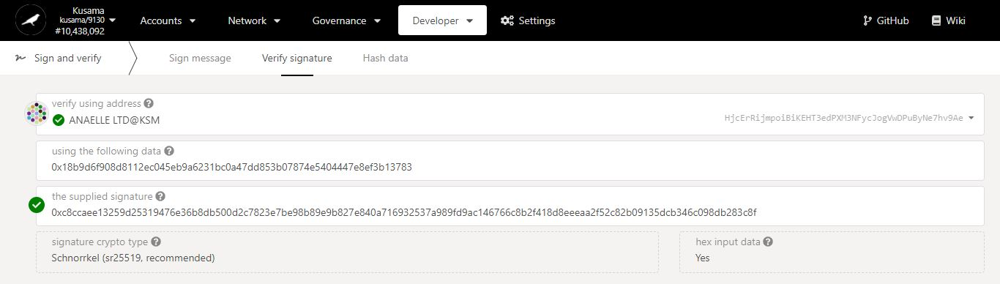 Kusama
kusama/9130
#10,438,092
Accounts
Network
Governance
Developer
Settings
GitHub
Wiki
Sign and verify
Sign message
Verify signature
Hash data
verify using address
ANAELLE LTD@KSM
HjcErRijmpoiBiKEHT3edPXM3NFycJogVwDPuByNe7hv9Ae
using the following data
0x18b9d6f908d8112ec045eb9a6231bc0a47dd853b07874e5404447e8ef3b13783
the supplied signature
0xc8ccaee13259d25319476e36b8db500d2c7823e7be98b89e9b827e840a716932537a989fd9ac146766c8b2f418d8eeeaa2f52c82b09135dcb346c098db283c8f
signature crypto type
Schnorrkel (sr25519, recommended)
hex input data
Yes